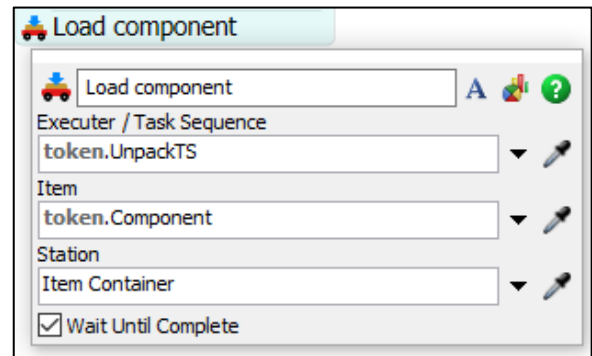 Load component
Load component
A
?
Executer / Task Sequence
token.UnpackTS
Item
token.Component
Station
Item Container
Wait Until Complete